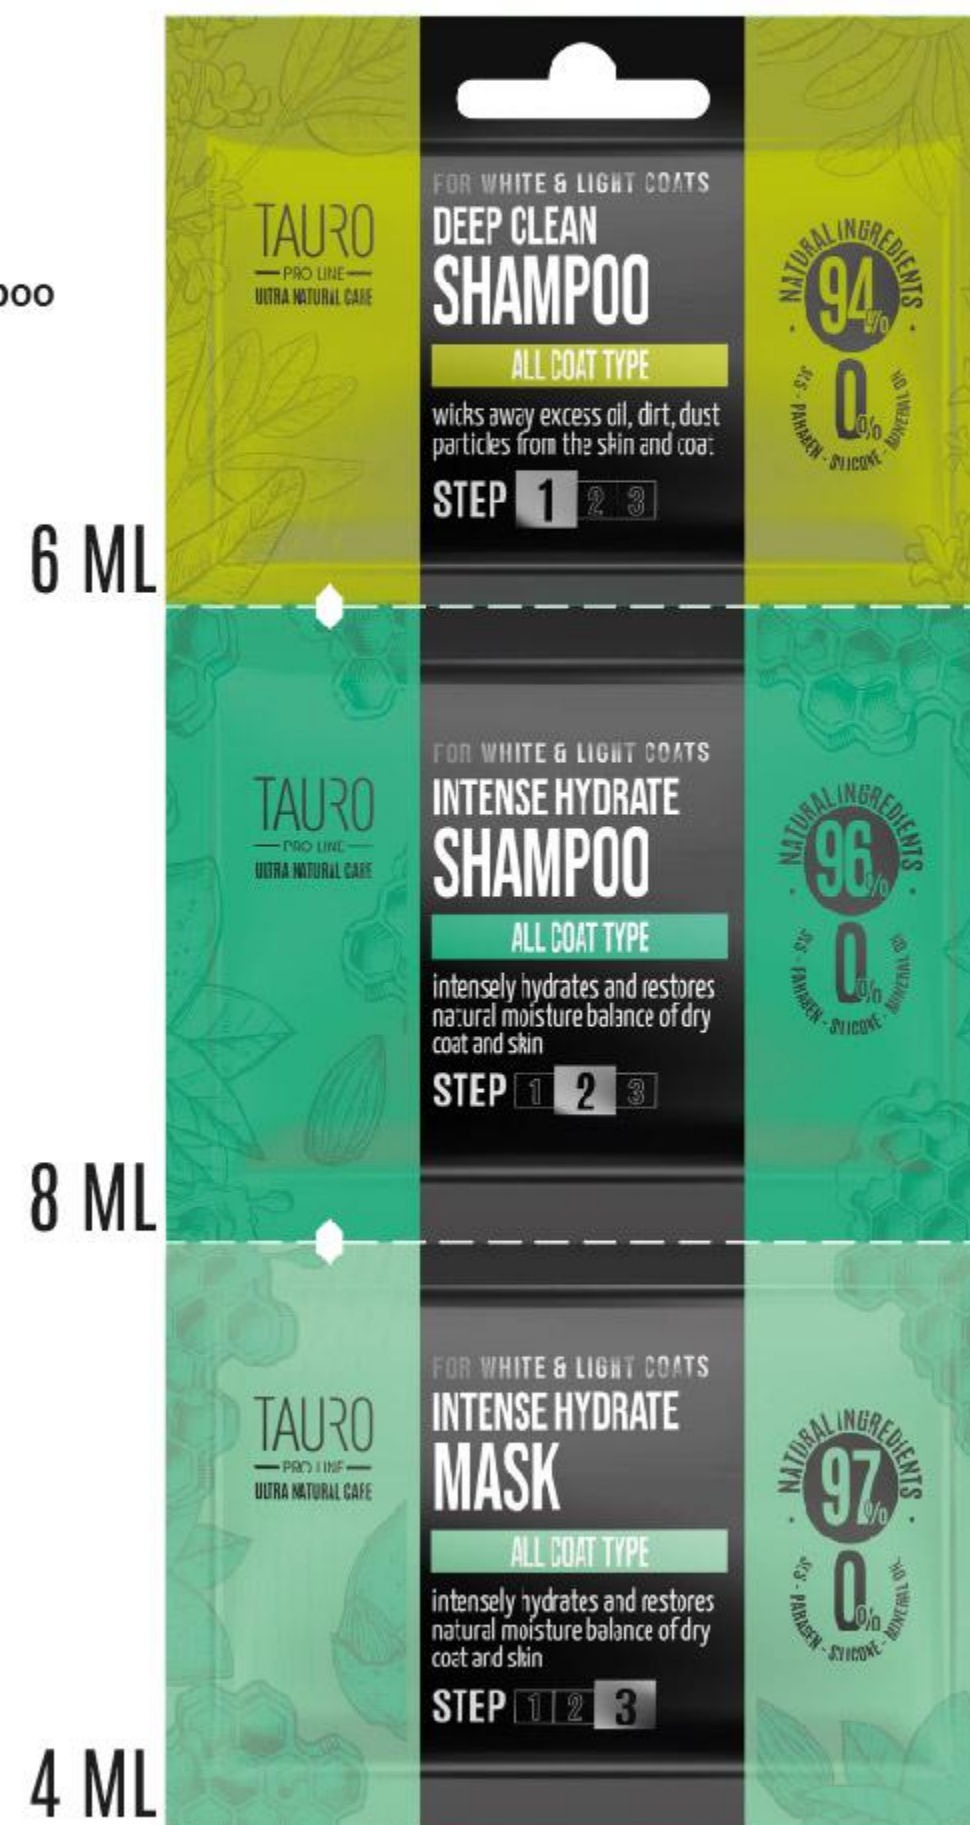 poo
FOR WHITE & LIGHT COATS
DEEP CLEAN
SHAMPOO
ALL COAT TYPE
wicks away excess oil, dirt, dust
particles from the skin and coat
STEP 1 2 3
TAURO
PRO LINE
ULTRA NATURAL CARE
NATURAL INGREDIENTS
94%
0%
SLS - PARABEN - SILICONE - MINERAL OIL
6 ML
FOR WHITE & LIGHT COATS
INTENSE HYDRATE
SHAMPOO
ALL COAT TYPE
intensely hydrates and restores
natural moisture balance of dry
coat and skin
STEP 1 2 3
TAURO
PRO LINE
ULTRA NATURAL CARE
NATURAL INGREDIENTS
96%
0%
SLS - PARABEN - SILICONE - MINERAL OIL
8 ML
FOR WHITE & LIGHT COATS
INTENSE HYDRATE
MASK
ALL COAT TYPE
intensely hydrates and restores
natural moisture balance of dry
coat and skin
STEP 1 2 3
TAURO
PRO LINE
ULTRA NATURAL CARE
NATURAL INGREDIENTS
97%
0%
SLS - PARABEN - SILICONE - MINERAL OIL
4 ML